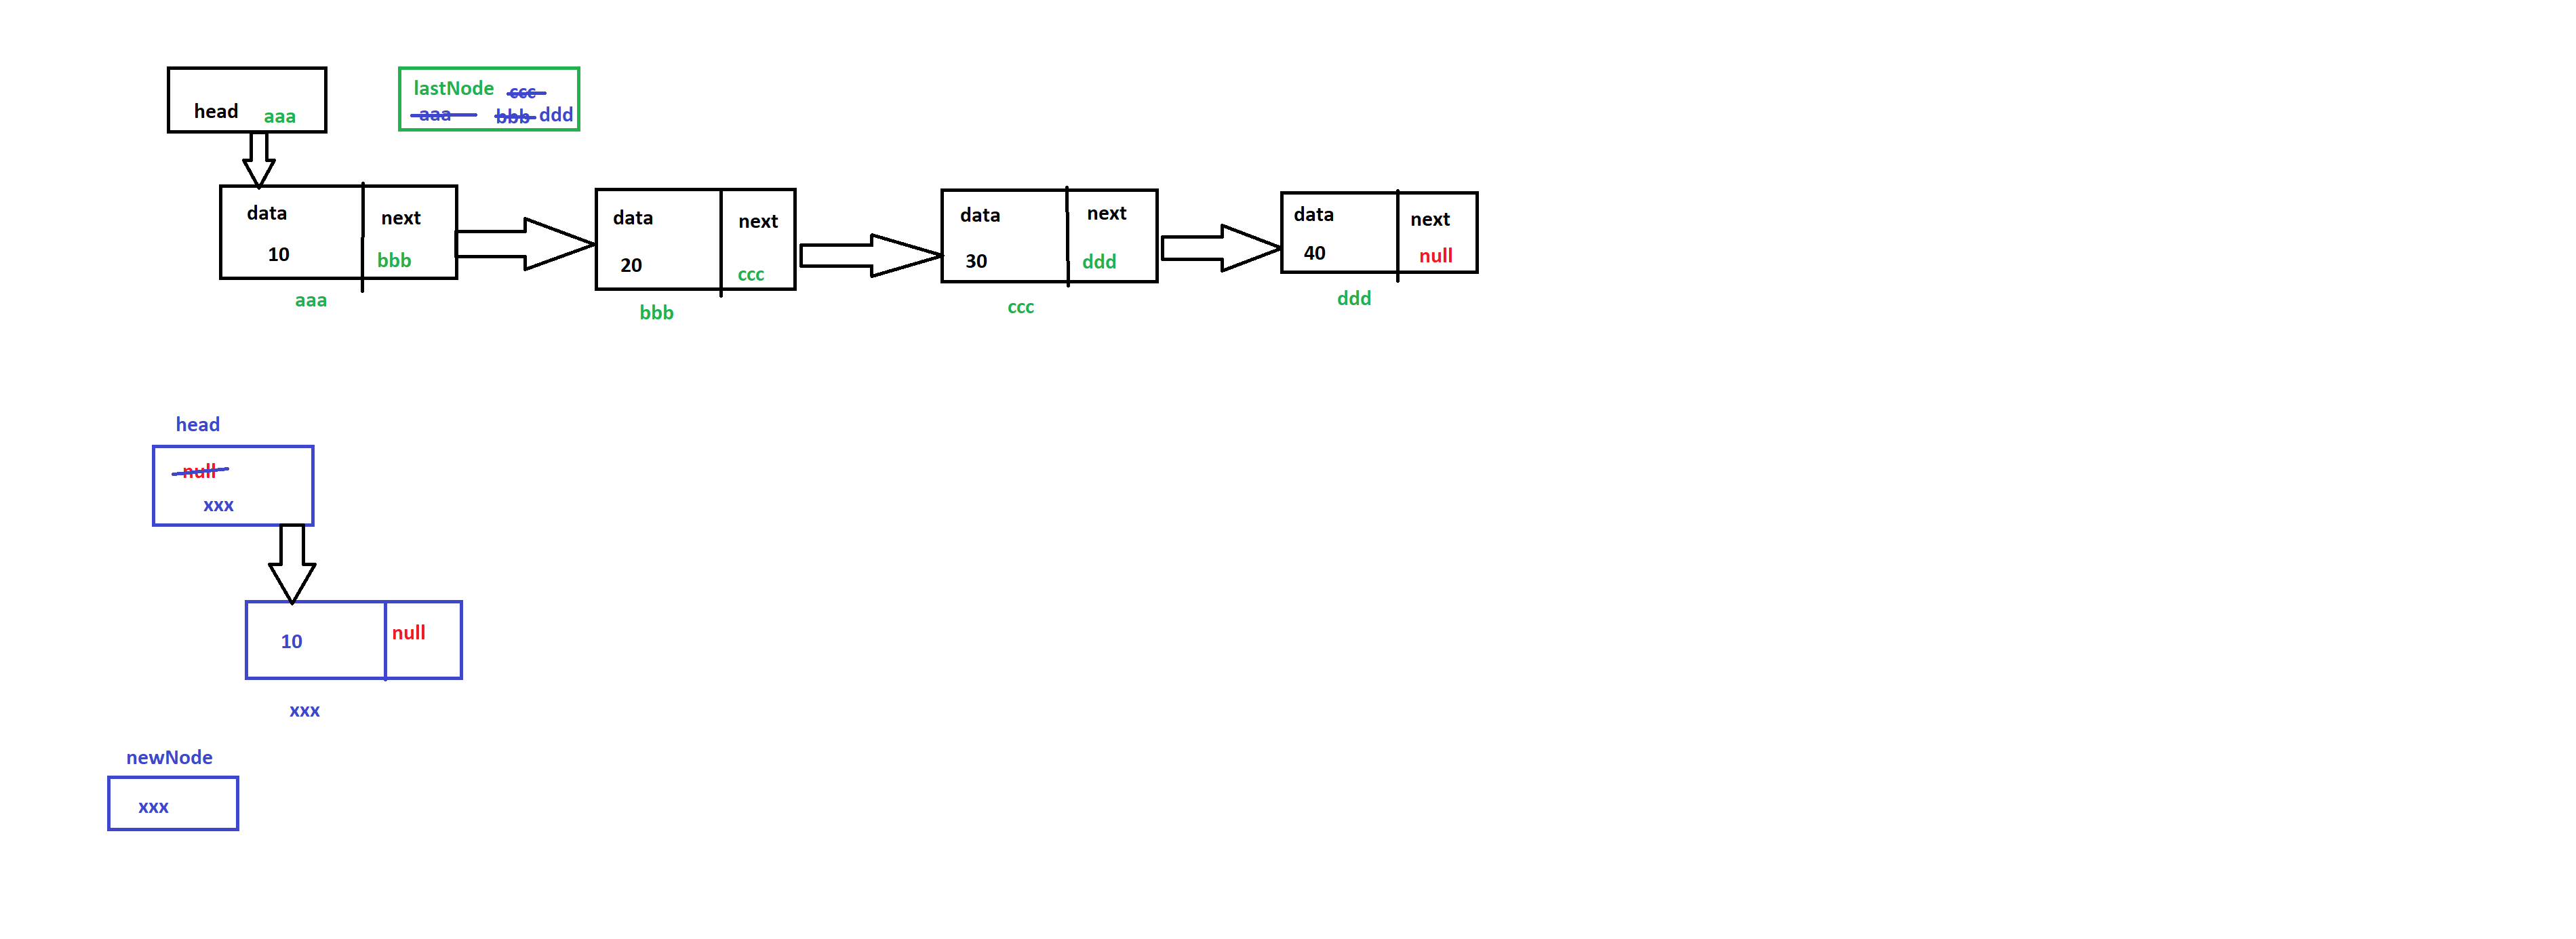 head aaa
lastNode ccc
aaa bbb ddd
data next
10 bbb
aaa
data next
20 ccc
bbb
data next
30 ddd
ccc
data next
40 null
ddd
head
null
xxx
10 null
xxx
newNode
xxx